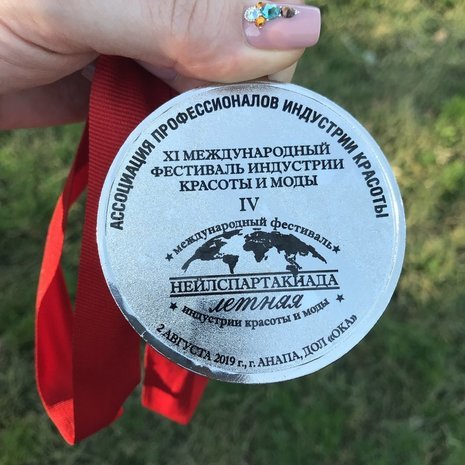 АССОЦИАЦИЯ ПРОФЕССИОНАЛОВ ИНДУСТРИИ КРАСОТЫ
XI МЕЖДУНАРОДНЫЙ
ФЕСТИВАЛЬ ИНДУСТРИИ
КРАСОТЫ И МОДЫ
IV
международный фестиваль
НЕЙЛСПАРТАКИАДА
летняя
индустрии красоты и моды
2 АВГУСТА 2019 г., г. АНАПА, ДОЛ «ОКА»